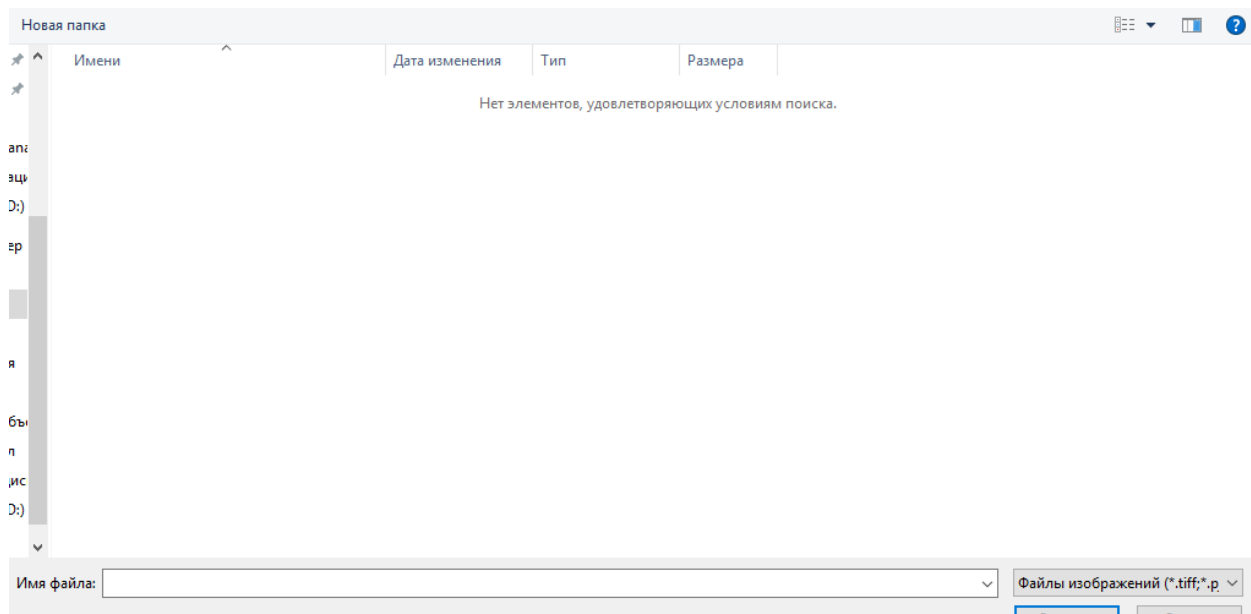 Новая папка
Имени Дата изменения Тип Размера
Нет элементов, удовлетворяющих условиям поиска.
D:)
D:)
Имя файла:
Файлы изображений (*.tiff;*.p